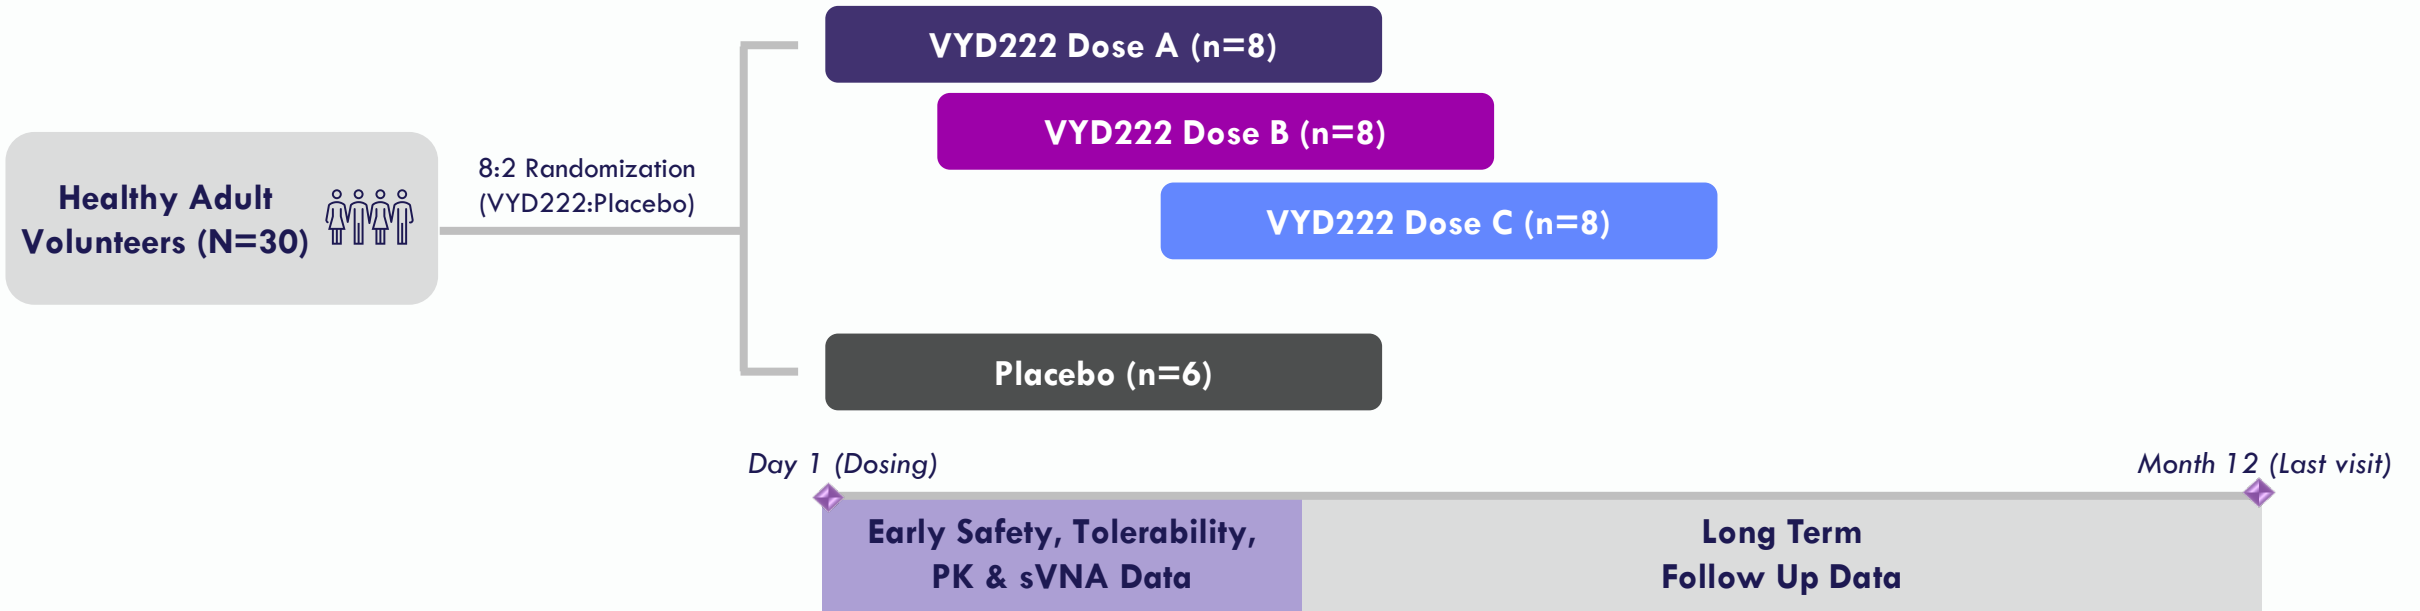 Healthy Adult
Volunteers (N=30)
8:2 Randomization
(VYD222:Placebo)
VYD222 Dose A (n=8)
VYD222 Dose B (n=8)
VYD222 Dose C (n=8)
Placebo (n=6)
Day 1 (Dosing)
Month 12 (Last visit)
Early Safety, Tolerability,
PK & sVNA Data
Long Term
Follow Up Data